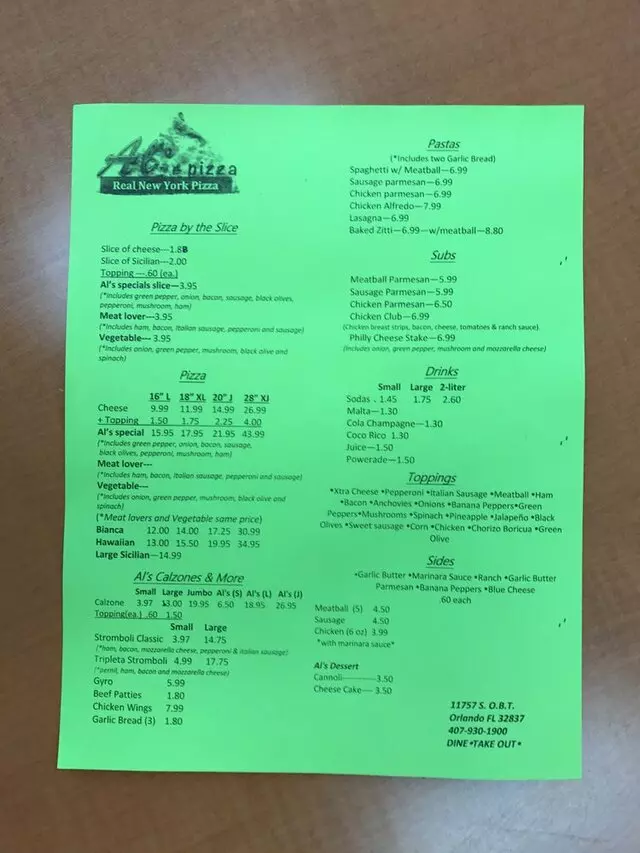 Al's pizza
Real New York Pizza
Pizza by the Slice
Slice of cheese---1.88
Slice of Sicilian---2.00
Topping ---.60 (ea.)
Al's specials slice---3.95
(*Includes green pepper, onion, bacon, sausage, black olives,
pepperoni, mushroom, ham)
Meat lover---3.95
(*Includes ham, bacon, Italian sausage, pepperoni and sausage)
Vegetable--- 3.95
(*Includes onion, green pepper, mushroom, black olive and
spinach)
Pizza
16" L 18" XL 20" J 28" XJ
Cheese 9.99 11.99 14.99 26.99
+ Topping 1.50 1.75 2.25 4.00
Al's special 15.95 17.95 21.95 43.99
(*Includes green pepper, onion, bacon, sausage,
black olives, pepperoni, mushroom, ham)
Meat lover---
(*Includes ham, bacon, Italian sausage, pepperoni and sausage)
Vegetable---
(*Includes onion, green pepper, mushroom, black olive and
spinach)
(*Meat lovers and Vegetable same price)
Bianca 12.00 14.00 17.25 30.99
Hawaiian 13.00 15.50 19.95 34.95
Large Sicilian---14.99
Al's Calzones & More
Small Large Jumbo Al's (S) Al's (L) Al's (J)
Calzone 3.97 13.00 19.95 6.50 18.95 26.95
Topping(ea.) .60 1.50
Small Large
Stromboli Classic 3.97 14.75
(*ham, bacon, mozzarella cheese, pepperoni & italian sausage)
Tripleta Stromboli 4.99 17.75
(*pernil, ham, bacon and mozzarella cheese)
Gyro 5.99
Beef Patties 1.80
Chicken Wings 7.99
Garlic Bread (3) 1.80
Pastas
(*Includes two Garlic Bread)
Spaghetti w/ Meatball---6.99
Sausage parmesan---6.99
Chicken parmesan---6.99
Chicken Alfredo---7.99
Lasagna---6.99
Baked Zitti---6.99---w/meatball---8.80
Subs
Meatball Parmesan---5.99
Sausage Parmesan---5.99
Chicken Parmesan---6.50
Chicken Club---6.99
(Chicken breast strips, bacon, cheese, tomatoes & ranch sauce)
Philly Cheese Stake---6.99
(Includes onion, green pepper, mushroom and mozzarella cheese)
Drinks
Small Large 2-liter
Sodas 1.45 1.75 2.60
Malta---1.30
Cola Champagne---1.30
Coco Rico 1.30
Juice---1.50
Powerade---1.50
Toppings
•Xtra Cheese •Pepperoni •Italian Sausage •Meatball •Ham
•Bacon •Anchovies •Onions •Banana Peppers•Green
Peppers•Mushrooms •Spinach •Pineapple •Jalapeño •Black
Olives •Sweet sausage •Corn •Chicken •Chorizo Boricua •Green
Olive
Sides
•Garlic Butter •Marinara Sauce •Ranch •Garlic Butter
Parmesan •Banana Peppers •Blue Cheese
.60 each
Meatball (5) 4.50
Sausage 4.50
Chicken (6 oz) 3.99
*with marinara sauce*
Al's Dessert
Cannoli------------3.50
Cheese Cake--- 3.50
11757 S. O.B.T.
Orlando FL 32837
407-930-1900
DINE •TAKE OUT•